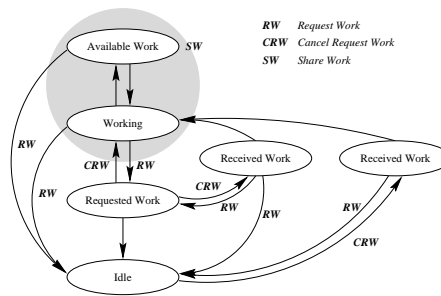 RW Request Work
CRW Cancel Request Work
SW Share Work
Available Work
SW
Working
RW
RW
CRW
RW
Received Work
Received Work
Requested Work
CRW
RW
RW
RW
CRW
Idle